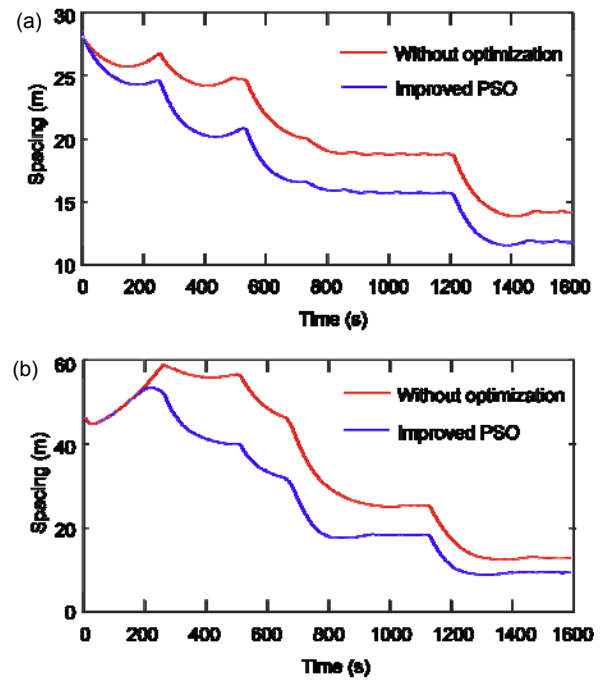 (a)
30
25
20
15
10
Spacing (m)
Without optimization
Improved PSO
0 200 400 600 800 1000 1200 1400 1600
Time (s)
(b)
60
40
20
0
Spacing (m)
Without optimization
Improved PSO
0 200 400 600 800 1000 1200 1400 1600
Time (s)